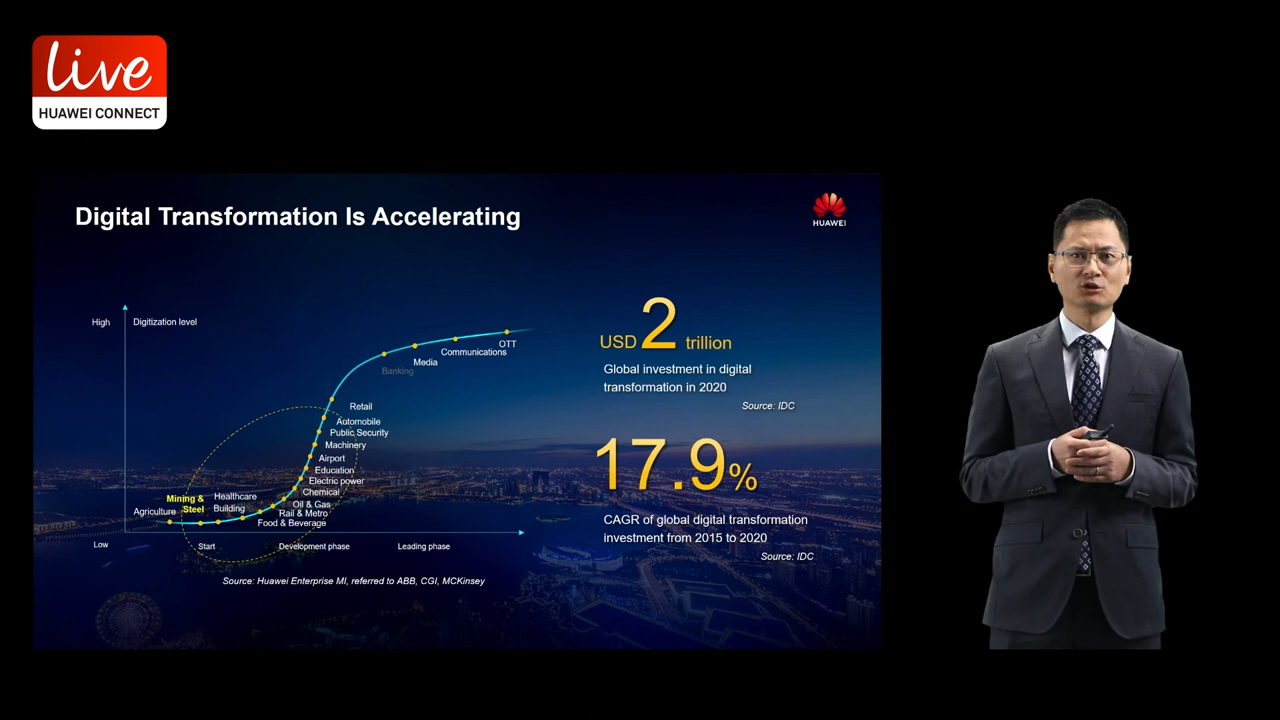 live
HUAWEI CONNECT
Digital Transformation Is Accelerating
HUAWEI
High
Digitization level
OTT
Communications
Media
Banking
Retail
Automobile
Public Security
Machinery
Airport
Education
Electric power
Chemical
Oil & Gas
Rail & Metro
Food & Beverage
Healthcare
Building
Mining &
Steel
Agriculture
Low
Start
Development phase
Leading phase
Source: Huawei Enterprise MI, referred to ABB, CGI, MCKinsey
USD 2 trillion
Global investment in digital
transformation in 2020
Source: IDC
17.9%
CAGR of global digital transformation
investment from 2015 to 2020
Source: IDC